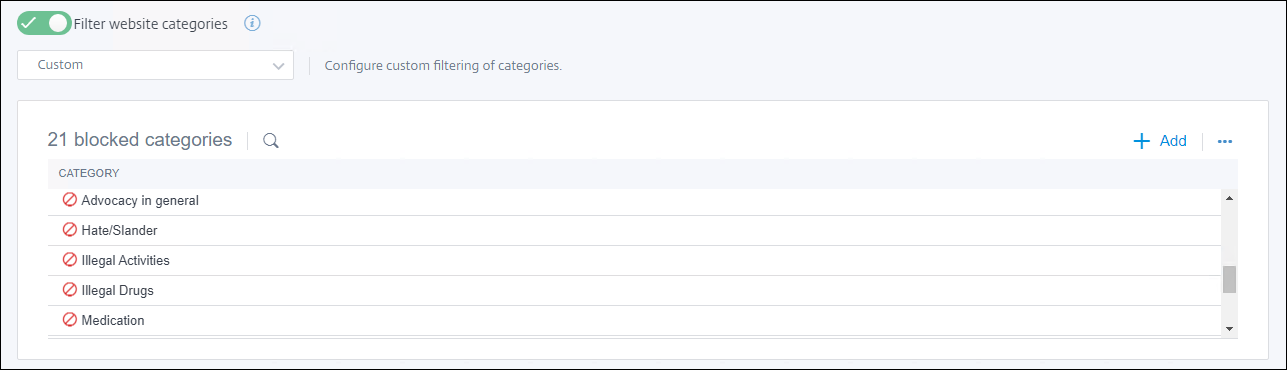 Filter website categories
Custom
Configure custom filtering of categories.
21 blocked categories
Add
CATEGORY
Advocacy in general
Hate/Slander
Illegal Activities
Illegal Drugs
Medication